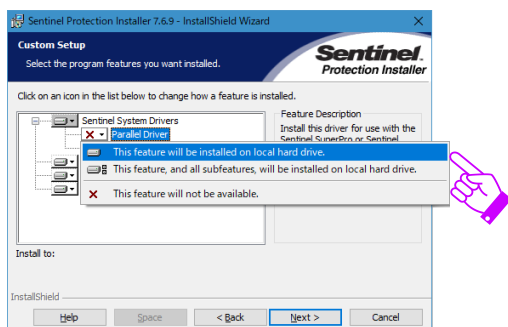 Sentinel Protection Installer 7.6.9 - InstallShield Wizard
Custom Setup
Select the program features you want installed.
Sentinel.
Protection Installer
Click on an icon in the list below to change how a feature is installed.
Sentinel System Drivers
Parallel Driver
Feature Description
Install this driver for use with the
Sentinel SuperPro or Sentinel
This feature will be installed on local hard drive.
This feature, and all subfeatures, will be installed on local hard drive.
This feature will not be available.
Install to:
InstallShield
Help
Space
< Back
Next >
Cancel